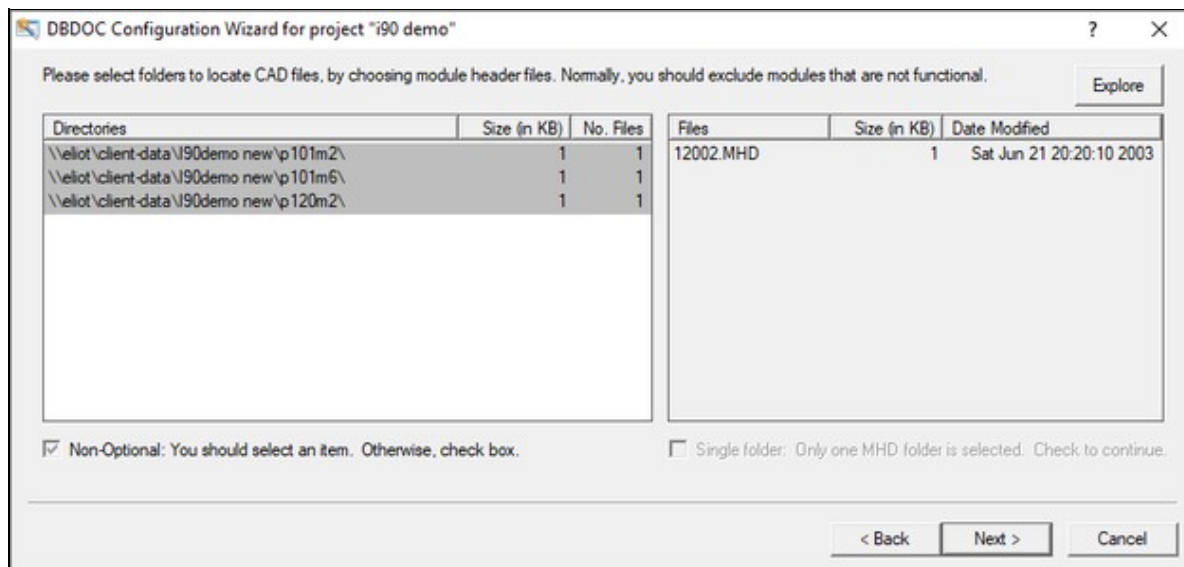 DBDOC Configuration Wizard for project "i90 demo"
Please select folders to locate CAD files, by choosing module header files. Normally, you should exclude modules that are not functional.
Explore
Directories Size (in KB) No. Files
\\eliot\client-data\I90demo new\p101m2\ 1 1
\\eliot\client-data\I90demo new\p101m6\ 1 1
\\eliot\client-data\I90demo new\p120m2\ 1 1
Files Size (in KB) Date Modified
12002.MHD 1 Sat Jun 21 20:20:10 2003
Non-Optional: You should select an item. Otherwise, check box.
Single folder: Only one MHD folder is selected. Check to continue.
< Back Next > Cancel